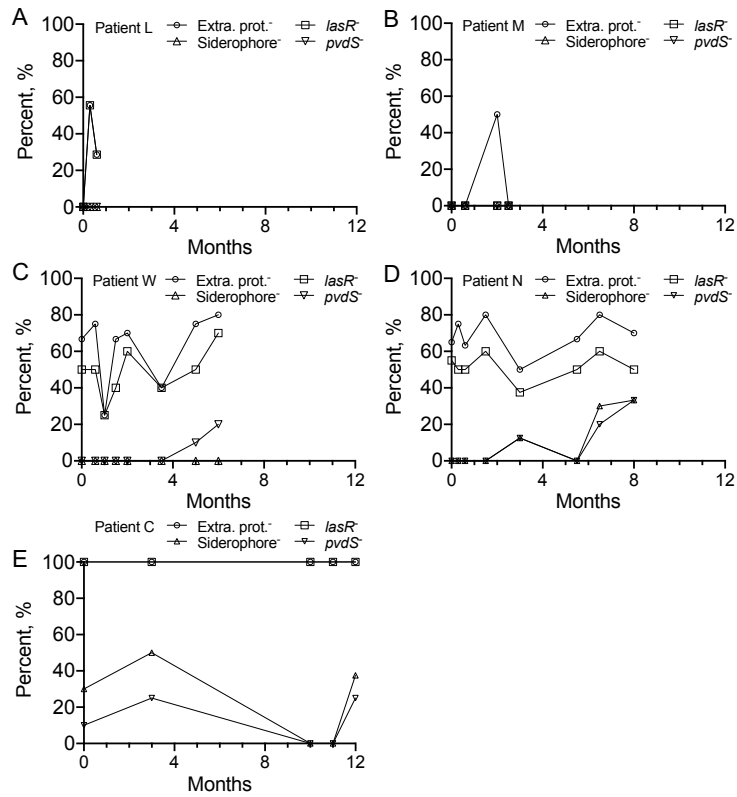 A
Patient L
Extra. prot.⁻
lasR⁻
Siderophore⁻
pvdS⁻
Percent, %
100
80
60
40
20
0
0
4
8
12
Months
B
Patient M
Extra. prot.⁻
lasR⁻
Siderophore⁻
pvdS⁻
Percent, %
100
80
60
40
20
0
0
4
8
12
Months
C
Patient W
Extra. prot.⁻
lasR⁻
Siderophore⁻
pvdS⁻
Percent, %
100
80
60
40
20
0
0
4
8
12
Months
D
Patient N
Extra. prot.⁻
lasR⁻
Siderophore⁻
pvdS⁻
Percent, %
100
80
60
40
20
0
0
4
8
12
Months
Patient C
Extra. prot.⁻
lasR⁻
Siderophore⁻
pvdS⁻
E
Percent, %
100
80
60
40
20
0
0
4
8
12
Months